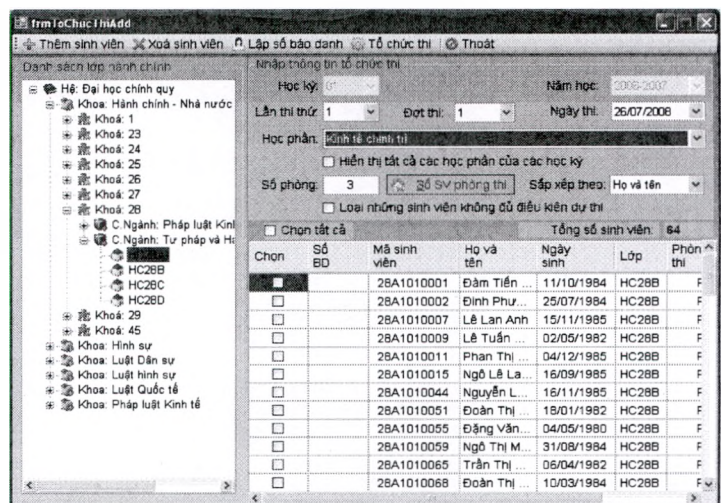 frmToChucThiAdd
Thêm sinh viên Xoá sinh viên Lập số báo danh Tổ chức thi Thoát
Danh sách lớp hành chính
Hệ: Đại học chính quy
Khoa: Hành chính - Nhà nước
Khoá: 1
Khoá: 23
Khoá: 24
Khoá: 25
Khoá: 26
Khoá: 27
Khoá: 28
C.Ngành: Pháp luật Kinl
C.Ngành: Tư pháp và Hà
HC28B
HC28C
HC28D
Khoá: 29
Khoá: 45
Khoa: Hình sự
Khoa: Luật Dân sự
Khoa: Luật hình sự
Khoa: Luật Quốc tế
Khoa: Pháp luật Kinh tế
Nhập thông tin tổ chức thi
Học kỳ: 01 Năm học: 2006-2007
Lần thi thứ: 1 Đợt thi: 1 Ngày thi: 26/07/2008
Học phần: Kinh tế chính trị
Hiển thị tất cả các học phần của các học kỳ
Số phòng: 3 Số SV phòng thi Sắp xếp theo: Họ và tên
Loại những sinh viên không đủ điều kiện dự thi
Chọn tất cả Tổng số sinh viên: 64
Chọn Số BD Mã sinh viên Họ và tên Ngày sinh Lớp Phòn thi
28A1010001 Đàm Tiến ... 11/10/1984 HC28B F
28A1010002 Đinh Phư... 25/07/1984 HC28B F
28A1010007 Lê Lan Anh 15/11/1985 HC28B F
28A1010009 Lê Tuấn ... 02/05/1982 HC28B F
28A1010011 Phan Thị ... 04/12/1985 HC28B F
28A1010015 Ngô Lê La... 16/09/1985 HC28B F
28A1010044 Nguyễn L... 16/11/1985 HC28B F
28A1010051 Đoàn Thị ... 18/01/1982 HC28B F
28A1010055 Đặng Văn... 04/05/1980 HC28B F
28A1010059 Ngô Thị M... 31/08/1984 HC28B F
28A1010065 Trần Thị ... 06/04/1982 HC28B F
28A1010068 Đoàn Thị ... 10/03/1984 HC28B F